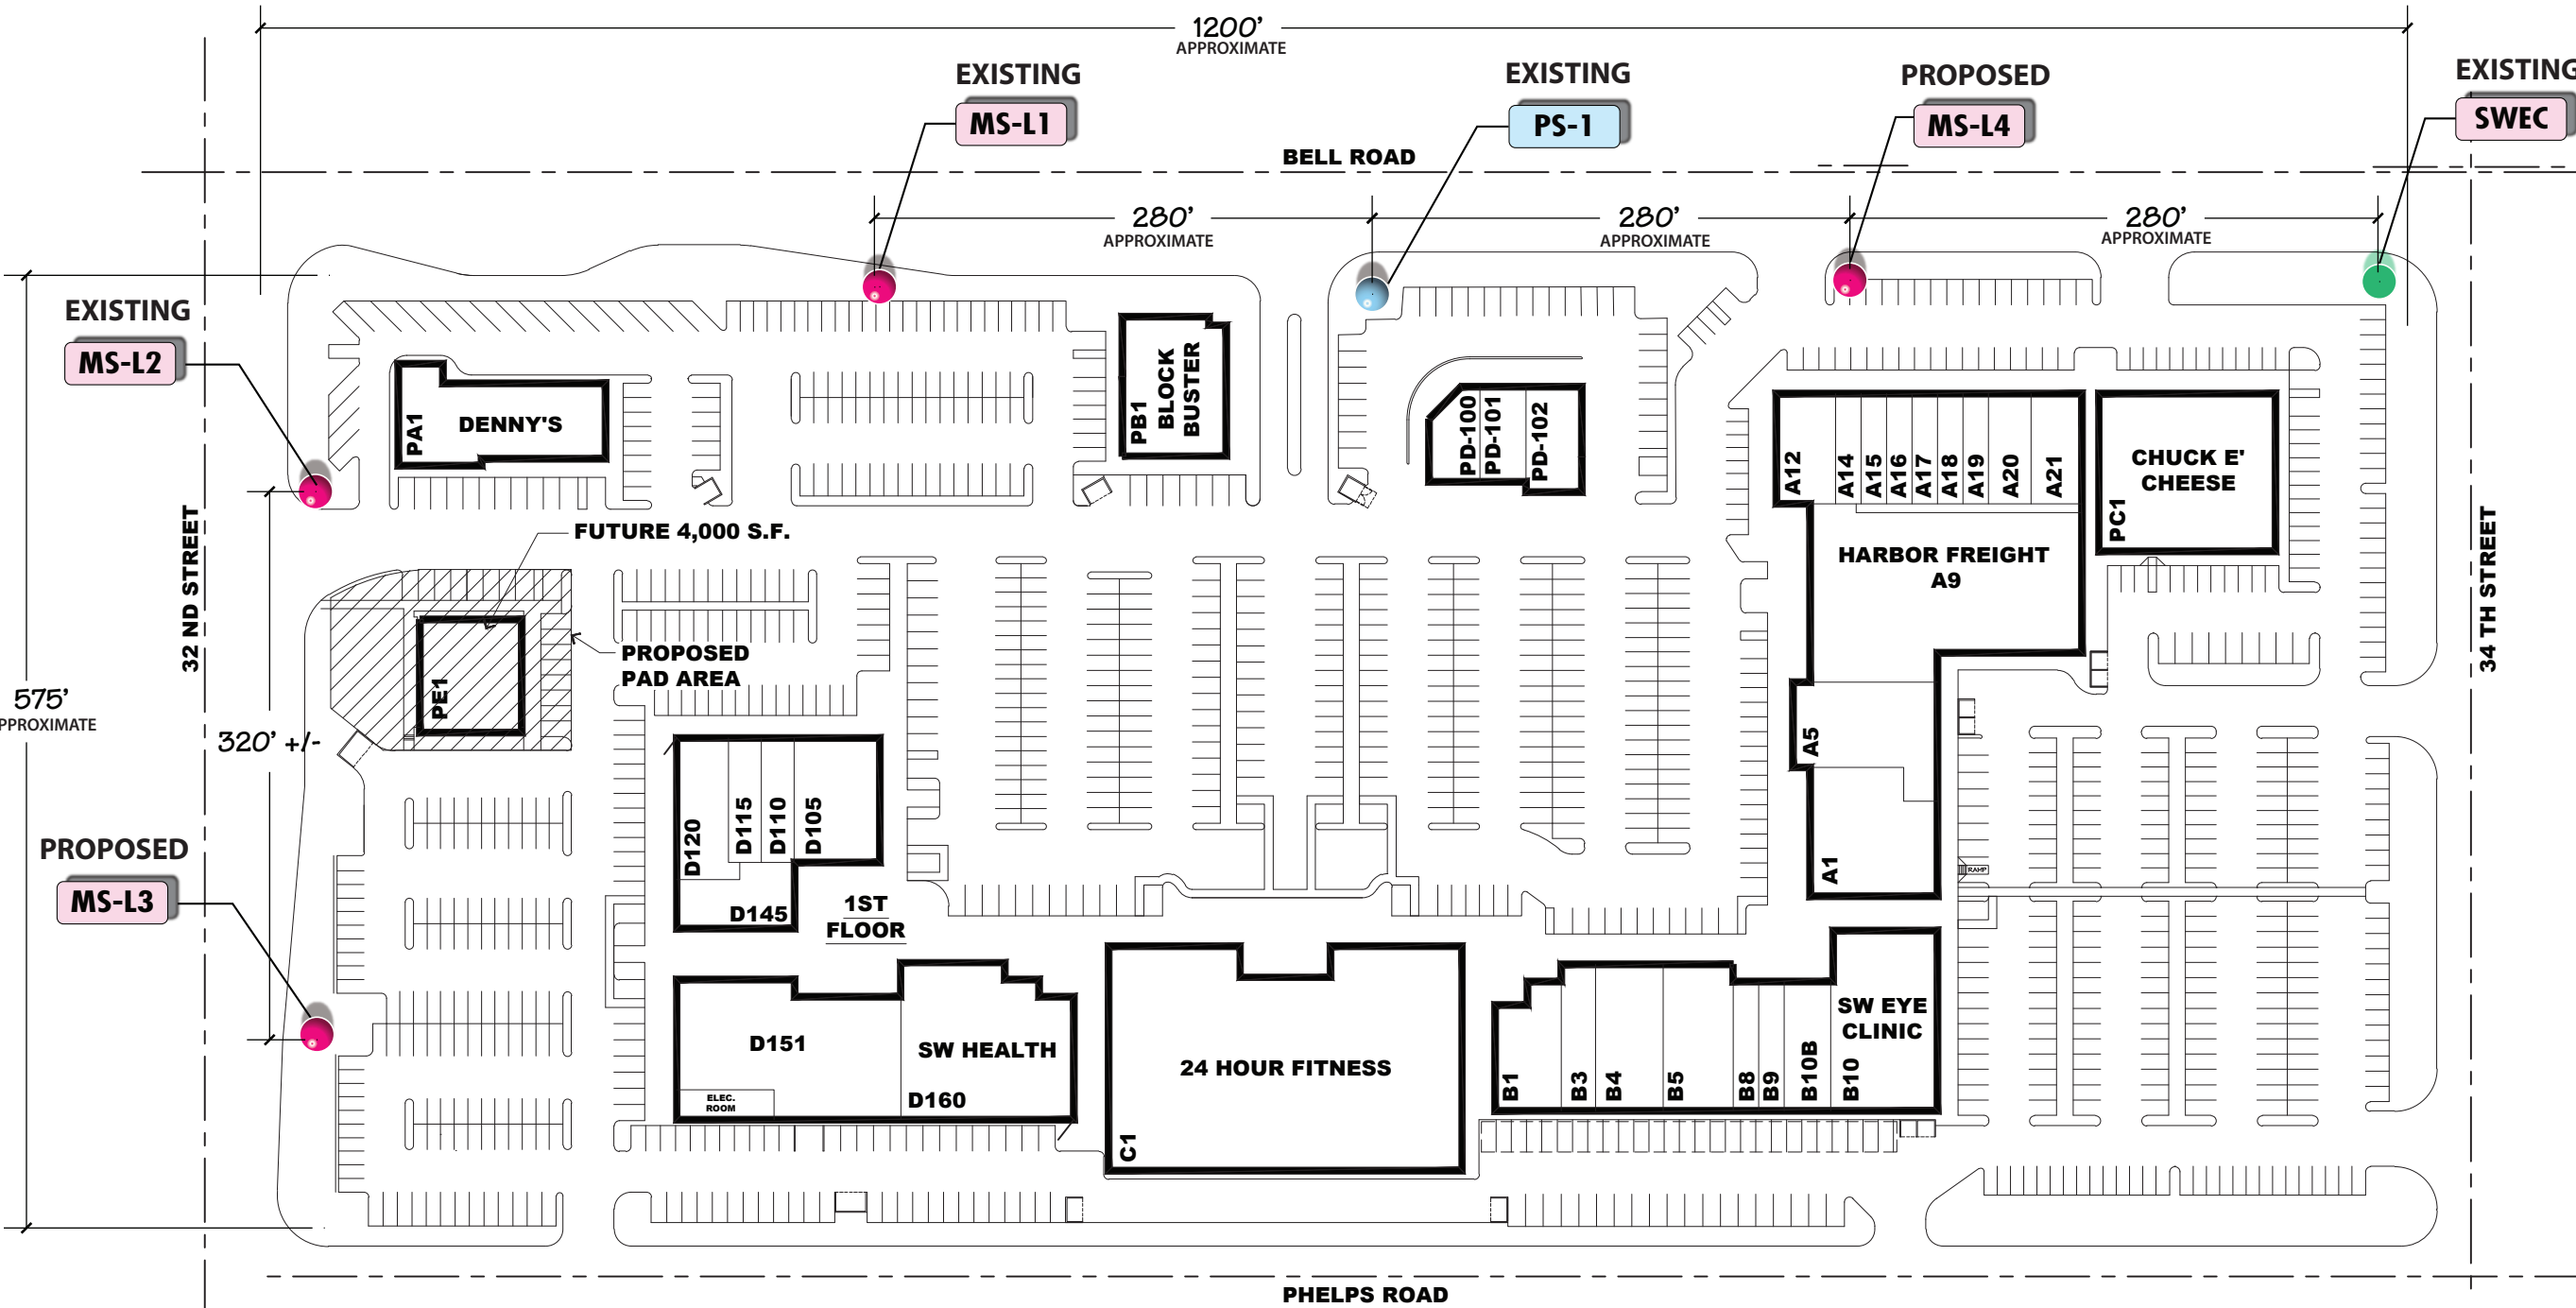 1200’
APPROXIMATE
EXISTING
MS-L1
EXISTING
PS-1
PROPOSED
MS-L4
EXISTING
SWEC
BELL ROAD
280’
APPROXIMATE
280’
APPROXIMATE
280’
APPROXIMATE
EXISTING
MS-L2
PA1
DENNY'S
PB1
BLOCK
BUSTER
PD-100
PD-101
PD-102
A12
A14
A15
A16
A17
A18
A19
A20
A21
CHUCK E'
CHEESE
PC1
HARBOR FREIGHT
A9
32 ND STREET
34 TH STREET
FUTURE 4,000 S.F.
PROPOSED
PAD AREA
PE1
575’
PPROXIMATE
320’ +/-
A5
A1
RAMP
D120
D115
D110
D105
D145
1ST
FLOOR
PROPOSED
MS-L3
D151
ELEC.
ROOM
SW HEALTH
D160
24 HOUR FITNESS
C1
B1
B3
B4
B5
B8
B9
B10B
B10
SW EYE
CLINIC
PHELPS ROAD